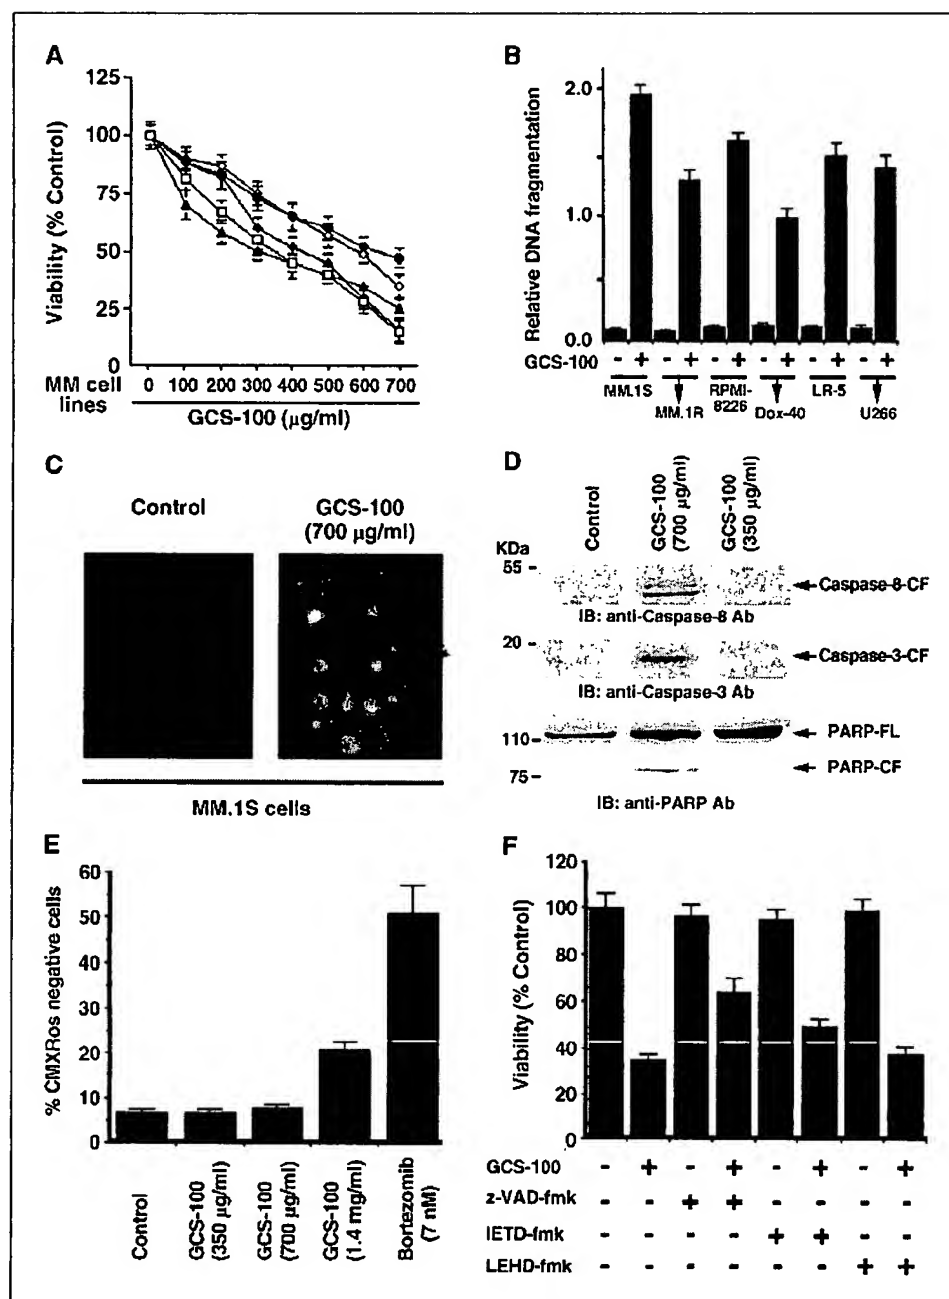 A
125
100
75
50
25
0
Viability (% Control)
0 100 200 300 400 500 600 700
MM cell
lines
GCS-100 (µg/ml)
B
2.0
1.0
0.0
Relative DNA fragmentation
GCS-100 - + - + - + - + - + - +
MM.1S
MM.1R
RPMI-
8226
Dox-40
LR-5
U266
C
Control
GCS-100
(700 µg/ml)
MM.1S cells
D
Control
GCS-100
(700 µg/ml)
GCS-100
(350 µg/ml)
KDa
55
Caspase-8-CF
IB: anti-Caspase-8 Ab
20
Caspase-3-CF
IB: anti-Caspase-3 Ab
110
PARP-FL
75
PARP-CF
IB: anti-PARP Ab
E
60
50
40
30
20
10
0
% CMXRos negative cells
Control
GCS-100
(350 µg/ml)
GCS-100
(700 µg/ml)
GCS-100
(1.4 mg/ml)
Bortezomib
(7 nM)
F
120
100
80
60
40
20
0
Viability (% Control)
GCS-100 - + - + - + - +
z-VAD-fmk - - + + - - - -
IETD-fmk - - - - + + - -
LEHD-fmk - - - - - - + +